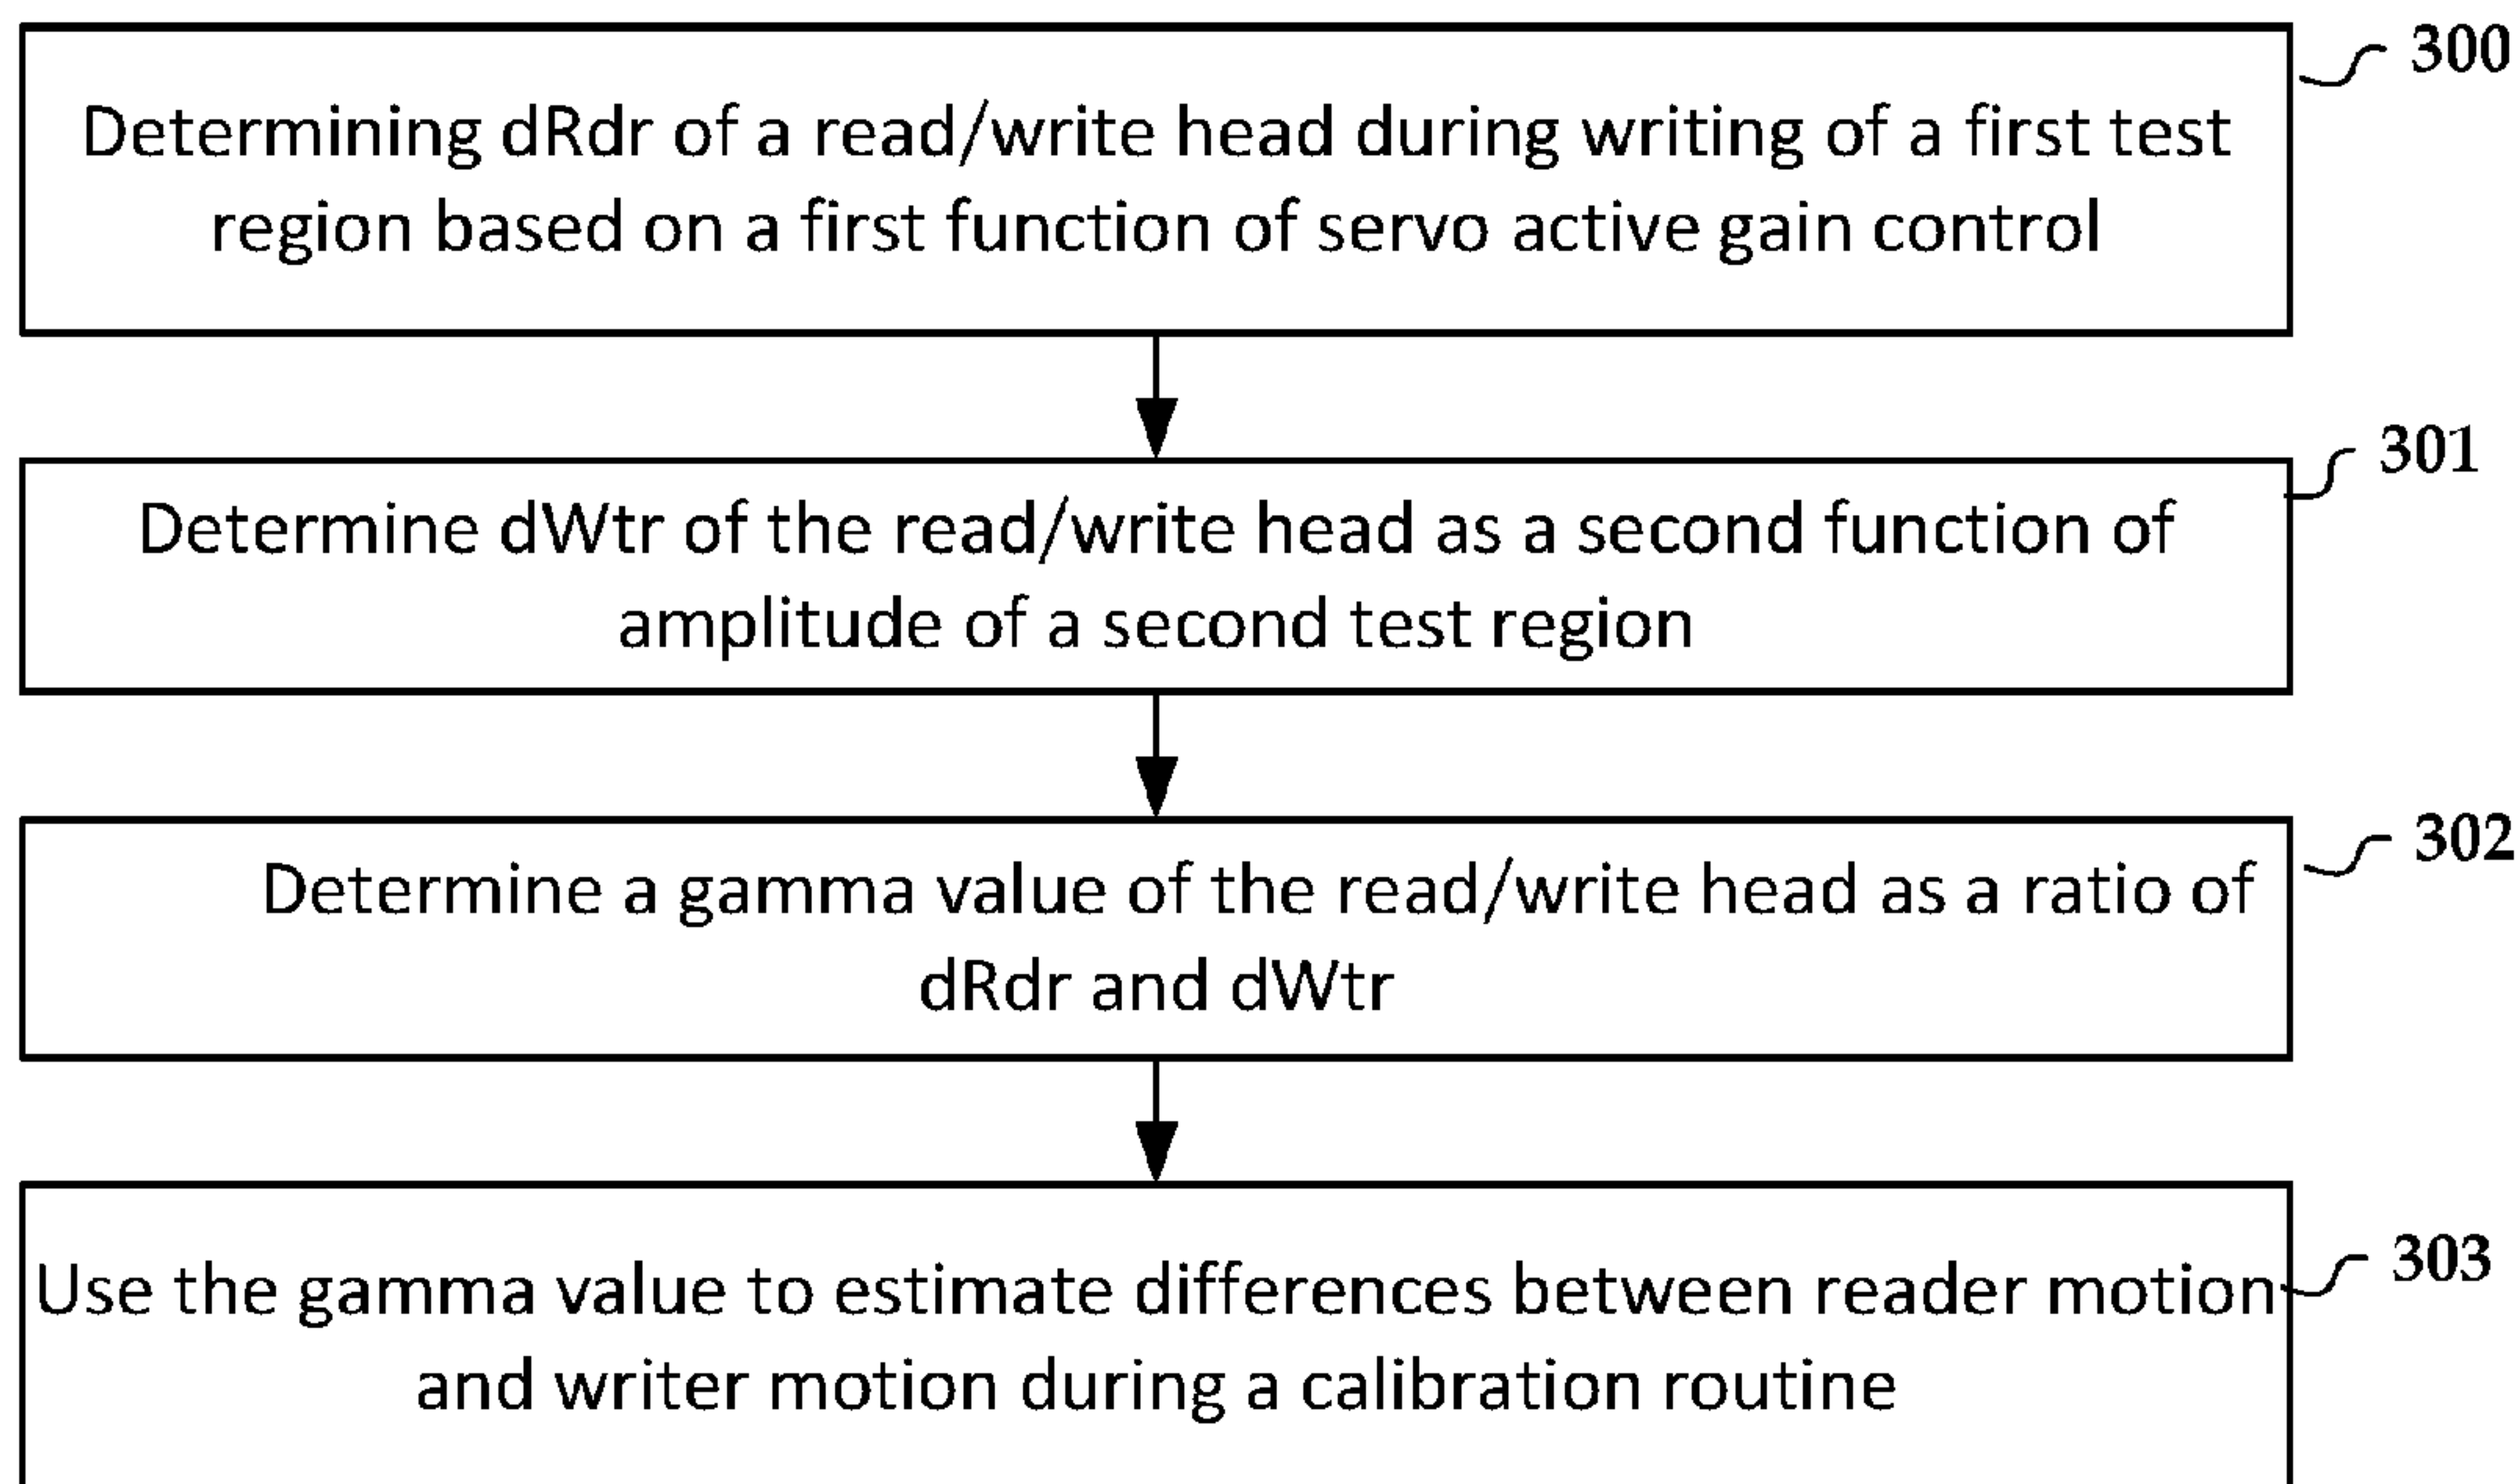 300
Determining dRdr of a read/write head during writing of a first test
region based on a first function of servo active gain control
301
Determine dWtr of the read/write head as a second function of
amplitude of a second test region
302
Determine a gamma value of the read/write head as a ratio of
dRdr and dWtr
303
Use the gamma value to estimate differences between reader motion
and writer motion during a calibration routine